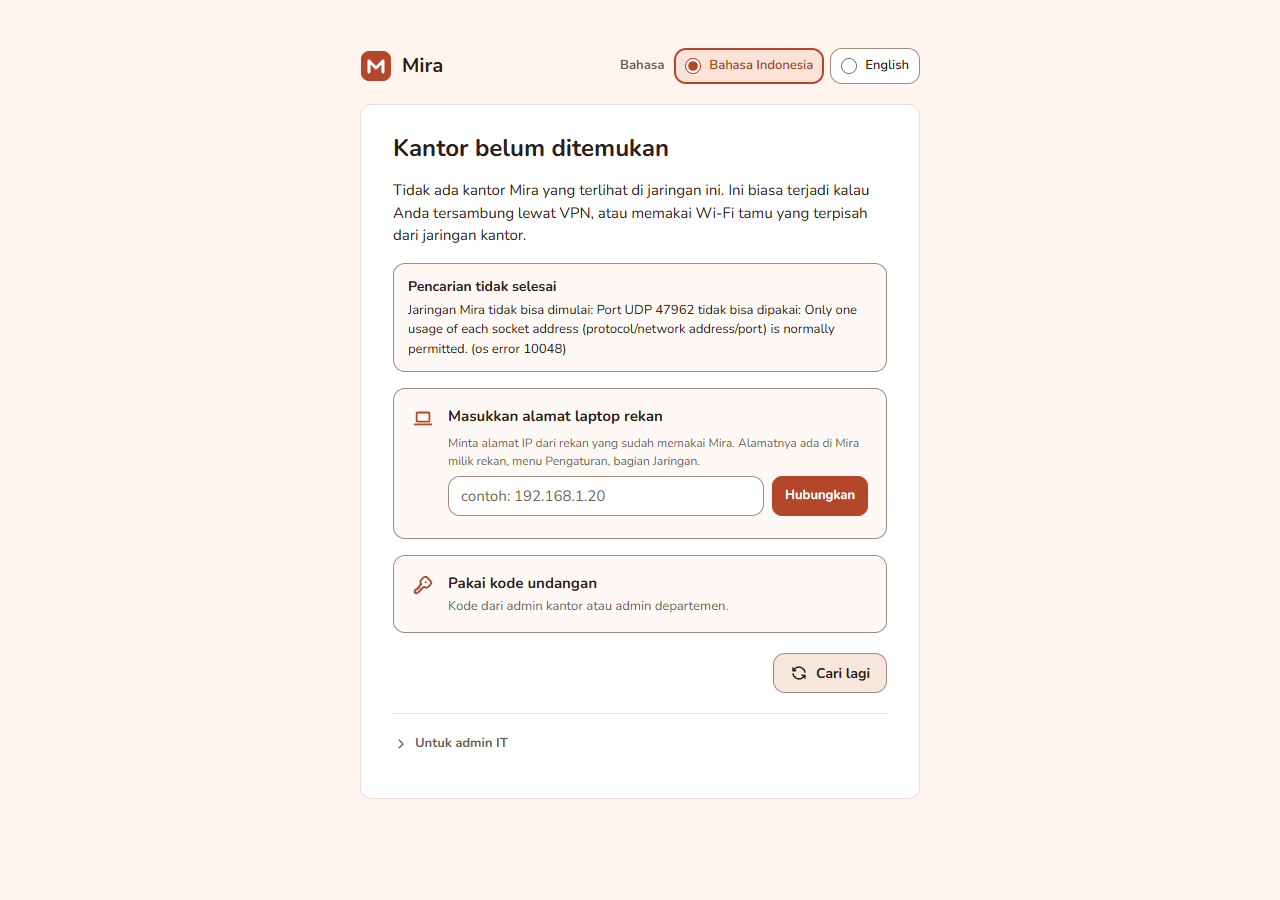 Mira
Bahasa
Bahasa Indonesia
English
Kantor belum ditemukan
Tidak ada kantor Mira yang terlihat di jaringan ini. Ini biasa terjadi kalau
Anda tersambung lewat VPN, atau memakai Wi-Fi tamu yang terpisah
dari jaringan kantor.
Pencarian tidak selesai
Jaringan Mira tidak bisa dimulai: Port UDP 47962 tidak bisa dipakai: Only one
usage of each socket address (protocol/network address/port) is normally
permitted. (os error 10048)
Masukkan alamat laptop rekan
Minta alamat IP dari rekan yang sudah memakai Mira. Alamatnya ada di Mira
milik rekan, menu Pengaturan, bagian Jaringan.
contoh: 192.168.1.20
Hubungkan
Pakai kode undangan
Kode dari admin kantor atau admin departemen.
Cari lagi
Untuk admin IT